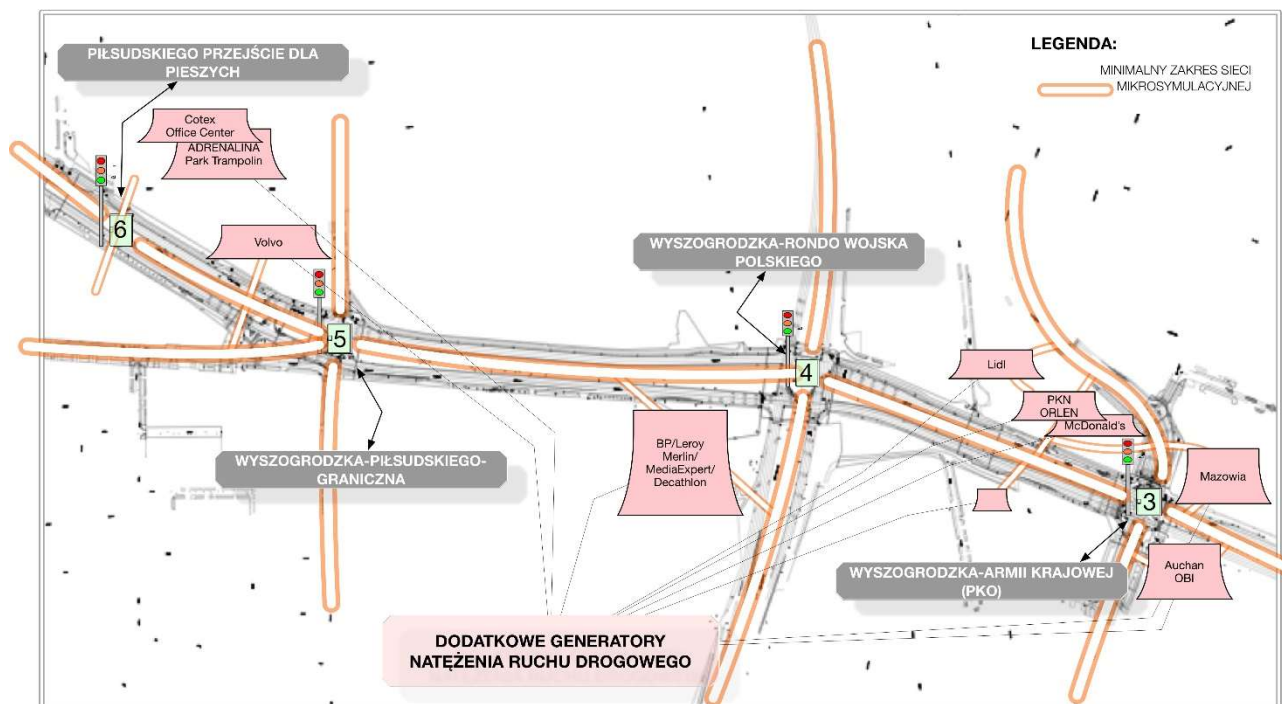 PIŁSUDSKIEGO PRZEJŚCIE DLA
PIESZYCH
LEGENDA:
MINIMALNY ZAKRES SIECI
MIKROSYMULACYJNEJ
Cotex
Office Center
ADRENALINA
Park Trampolin
6
Volvo
WYSZOGRODZKA-RONDO WOJSKA
POLSKIEGO
5
4
Lidl
PKN
ORLEN
McDonald's
BP/Leroy
Merlin/
MediaExpert/
Decathlon
WYSZOGRODZKA-PIŁSUDSKIEGO-
GRANICZNA
Mazowia
3
WYSZOGRODZKA-ARMII KRAJOWEJ
(PKO)
Auchan
OBI
DODATKOWE GENERATORY
NATĘŻENIA RUCHU DROGOWEGO